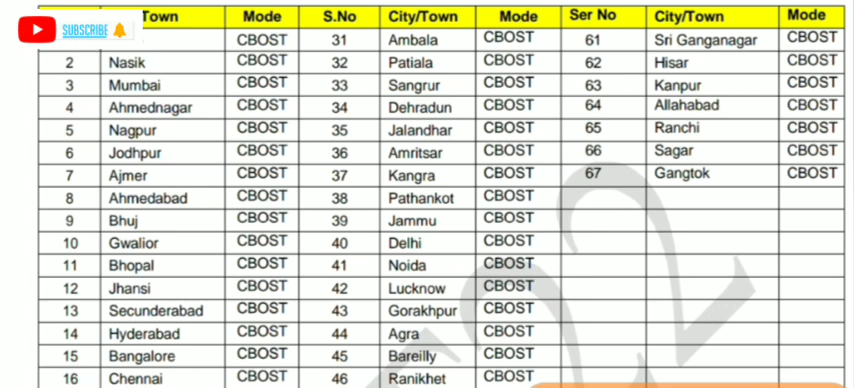 SUBSCRIBE
Town Mode S.No City/Town Mode Ser No City/Town Mode
CBOST 31 Ambala CBOST 61 Sri Ganganagar CBOST
2 Nasik CBOST 32 Patiala CBOST 62 Hisar CBOST
3 Mumbai CBOST 33 Sangrur CBOST 63 Kanpur CBOST
4 Ahmednagar CBOST 34 Dehradun CBOST 64 Allahabad CBOST
5 Nagpur CBOST 35 Jalandhar CBOST 65 Ranchi CBOST
6 Jodhpur CBOST 36 Amritsar CBOST 66 Sagar CBOST
7 Ajmer CBOST 37 Kangra CBOST 67 Gangtok CBOST
8 Ahmedabad CBOST 38 Pathankot CBOST
9 Bhuj CBOST 39 Jammu CBOST
10 Gwalior CBOST 40 Delhi CBOST
11 Bhopal CBOST 41 Noida CBOST
12 Jhansi CBOST 42 Lucknow CBOST
13 Secunderabad CBOST 43 Gorakhpur CBOST
14 Hyderabad CBOST 44 Agra CBOST
15 Bangalore CBOST 45 Bareilly CBOST
16 Chennai CBOST 46 Ranikhet CBOST